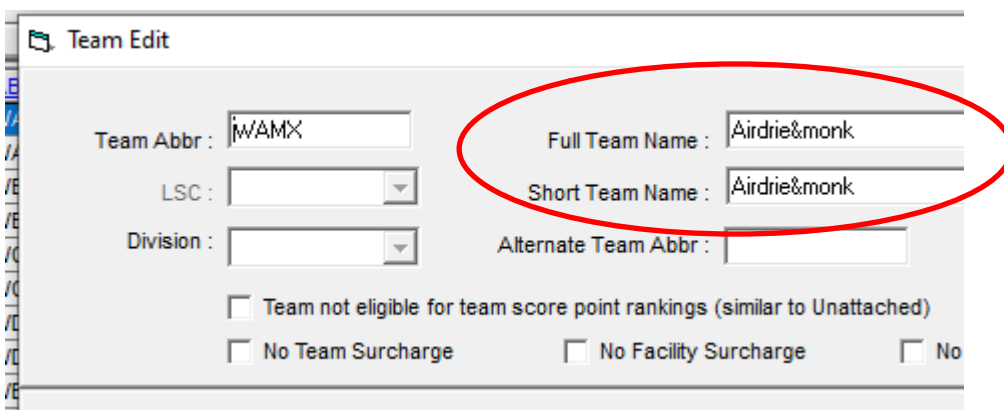 Team Edit
Team Abbr : WAMX Full Team Name : Airdrie&monk
LSC : Short Team Name : Airdrie&monk
Division : Alternate Team Abbr :
Team not eligible for team score point rankings (similar to Unattached)
No Team Surcharge No Facility Surcharge No